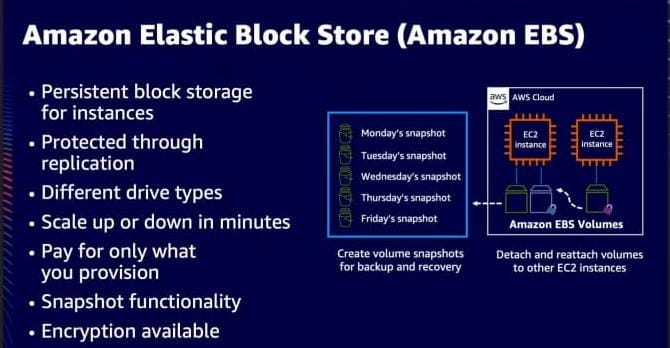 Amazon Elastic Block Store (Amazon EBS)
• Persistent block storage
for instances
• Protected through
replication
• Different drive types
• Scale up or down in minutes
• Pay for only what
you provision
• Snapshot functionality
• Encryption available
Monday's snapshot
Tuesday's snapshot
Wednesday's snapshot
Thursday's snapshot
Friday's snapshot
Create volume snapshots
for backup and recovery
aws
AWS Cloud
EC2
instance
EC2
instance
Amazon EBS Volumes
Detach and reattach volumes
to other EC2 instances